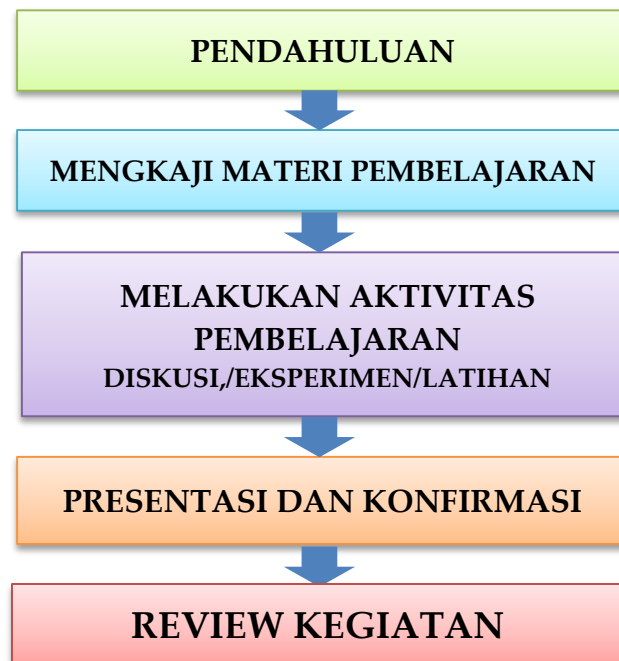 PENDAHULUAN
MENGKAJI MATERI PEMBELAJARAN
MELAKUKAN AKTIVITAS
PEMBELAJARAN
DISKUSI,/EKSPERIMEN/LATIHAN
PRESENTASI DAN KONFIRMASI
REVIEW KEGIATAN